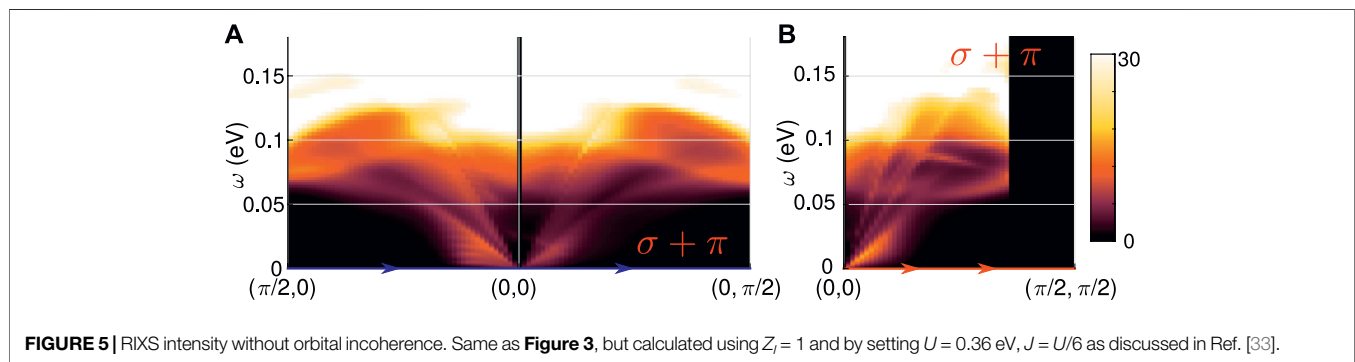 A
B
σ + π
30
0.15
0.15
ω (eV)
0.1
ω (eV)
0.1
0.05
0.05
σ + π
0
0
0
(π/2,0)
(0,0)
(0, π/2)
(0,0)
(π/2, π/2)
FIGURE 5 | RIXS intensity without orbital incoherence. Same as Figure 3, but calculated using Z_l = 1 and by setting U = 0.36 eV, J = U/6 as discussed in Ref. [33].